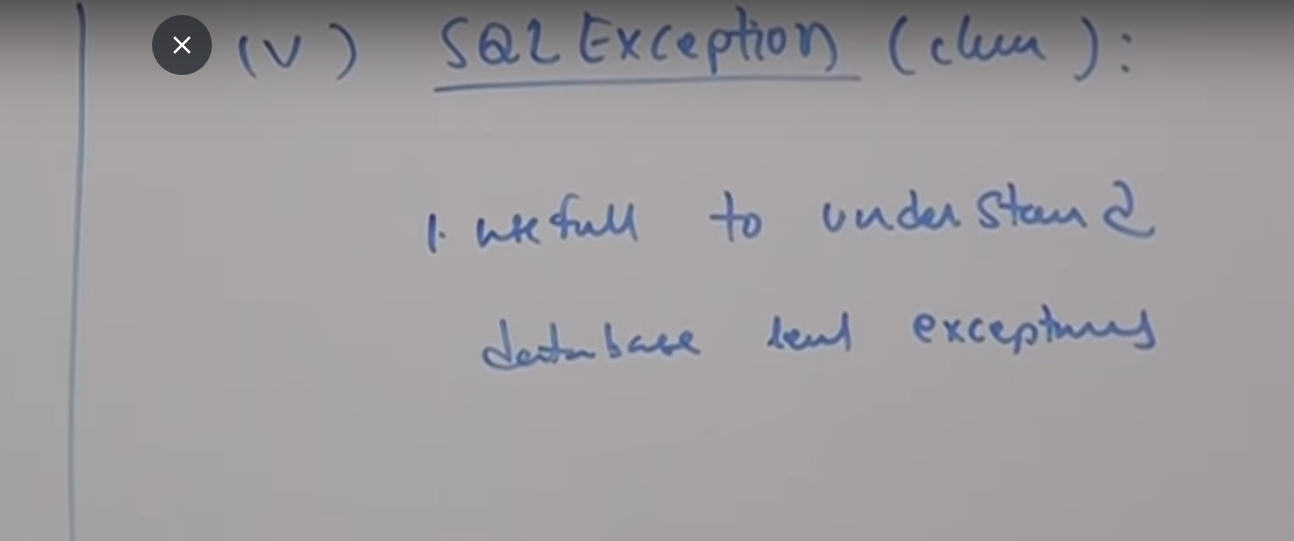 (V) SQLException (class):
1. usefull to understand
database level exceptions